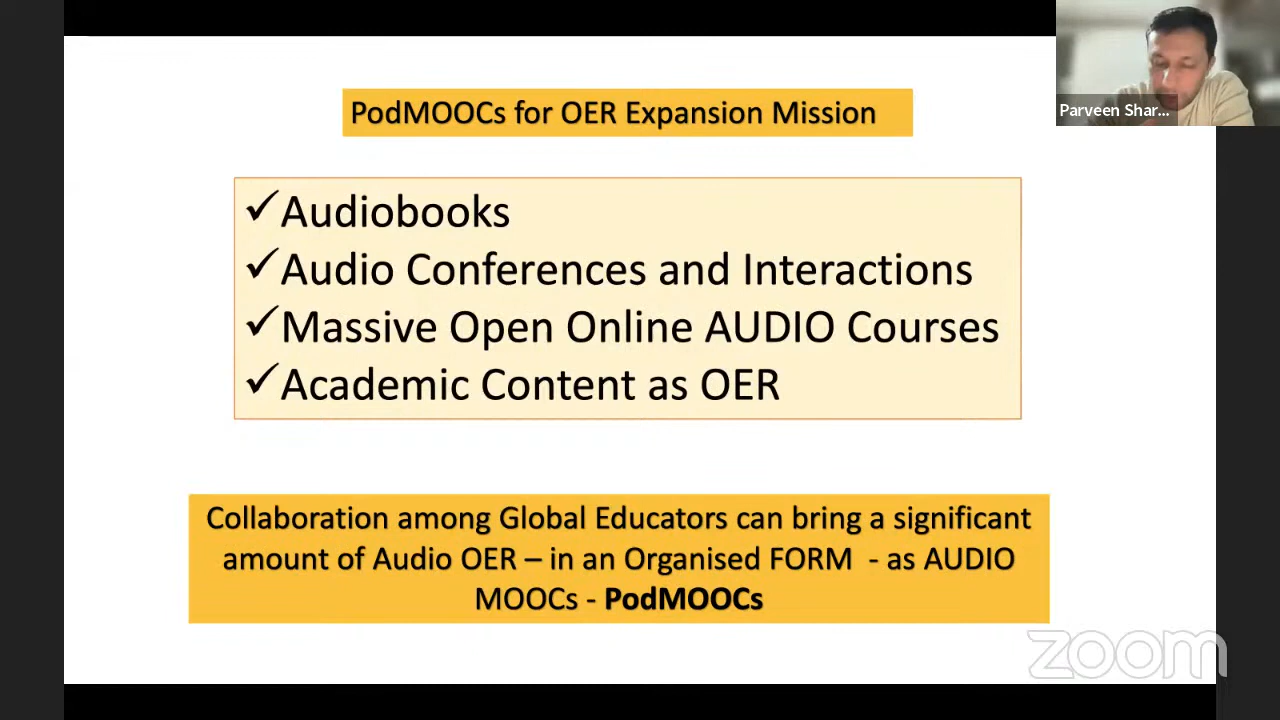 PodMOOCs for OER Expansion Mission
Parveen Shar...
✓Audiobooks
✓Audio Conferences and Interactions
✓Massive Open Online AUDIO Courses
✓Academic Content as OER
Collaboration among Global Educators can bring a significant
amount of Audio OER – in an Organised FORM - as AUDIO
MOOCs - PodMOOCs
zoom